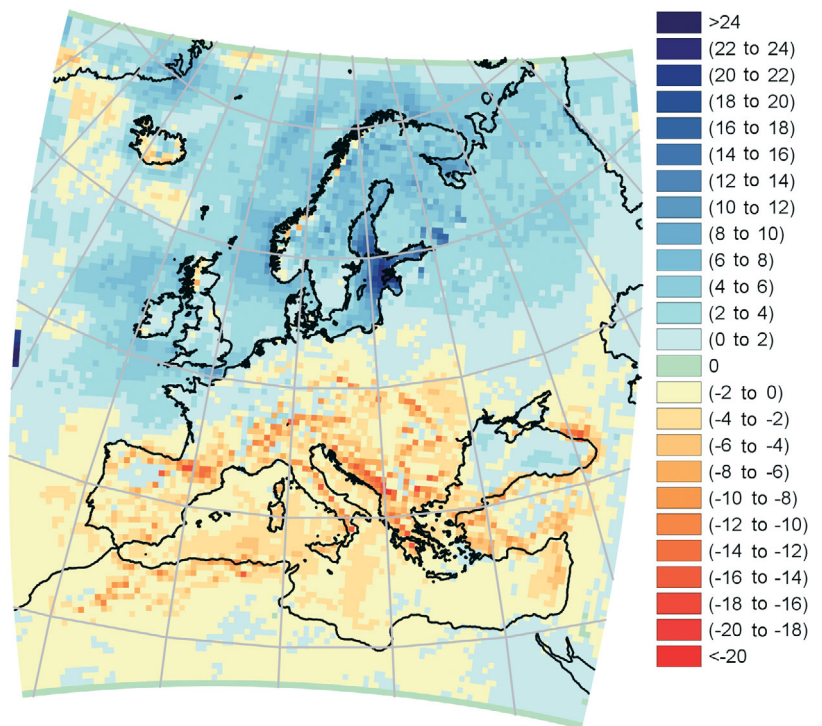 >24
(22 to 24)
(20 to 22)
(18 to 20)
(16 to 18)
(14 to 16)
(12 to 14)
(10 to 12)
(8 to 10)
(6 to 8)
(4 to 6)
(2 to 4)
(0 to 2)
0
(-2 to 0)
(-4 to -2)
(-6 to -4)
(-8 to -6)
(-10 to -8)
(-12 to -10)
(-14 to -12)
(-16 to -14)
(-18 to -16)
(-20 to -18)
<-20